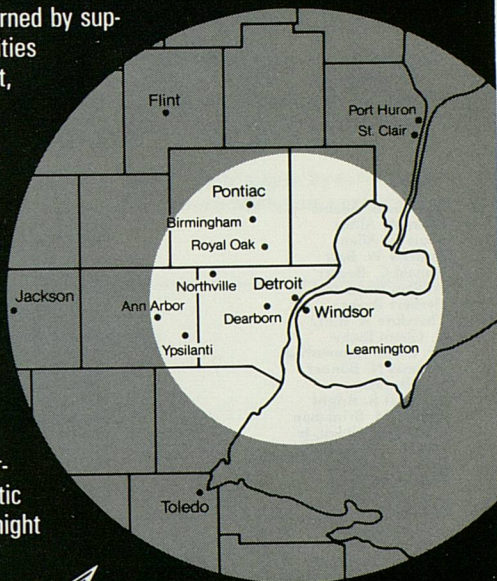 rned by sup-
ities
t,
Flint
Port Huron
St. Clair
Pontiac
Birmingham
Royal Oak
Northville
Detroit
Jackson
Ann Arbor
Dearborn
Windsor
Ypsilanti
Leamington
tic
Toledo
night